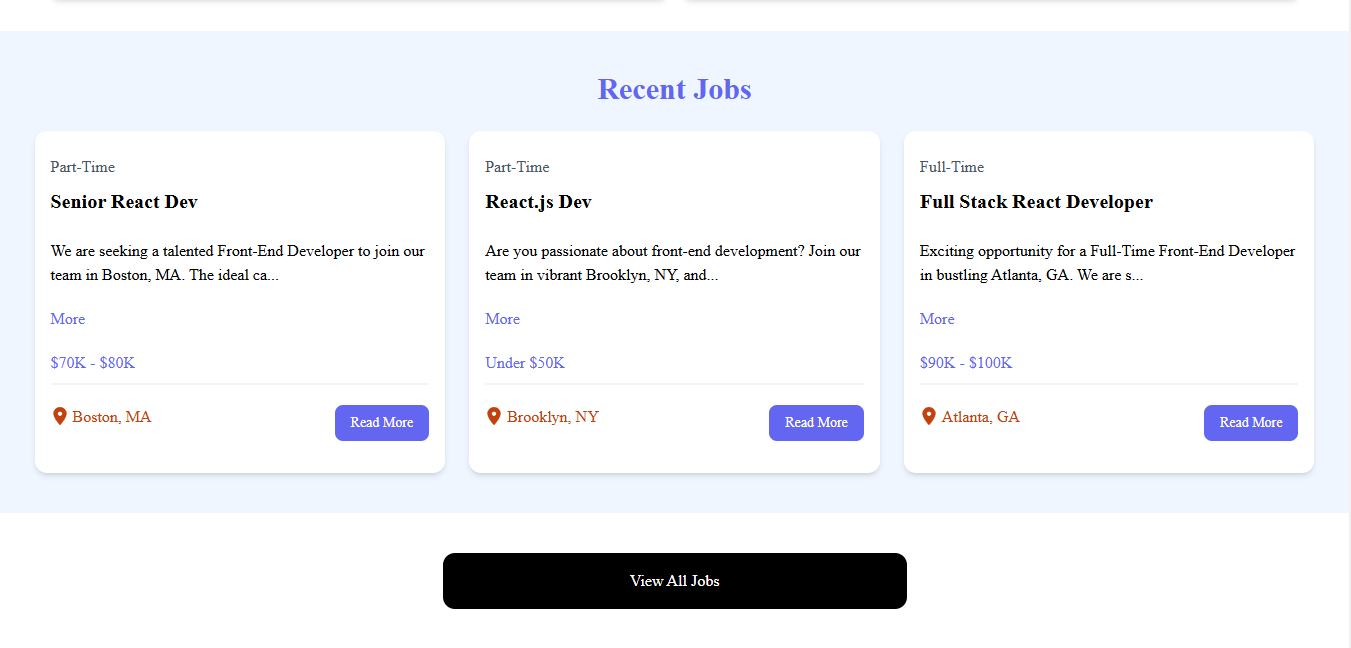 Recent Jobs
Part-Time
Senior React Dev
We are seeking a talented Front-End Developer to join our
team in Boston, MA. The ideal ca...
More
$70K - $80K
Boston, MA
Read More
Part-Time
React.js Dev
Are you passionate about front-end development? Join our
team in vibrant Brooklyn, NY, and...
More
Under $50K
Brooklyn, NY
Read More
Full-Time
Full Stack React Developer
Exciting opportunity for a Full-Time Front-End Developer
in bustling Atlanta, GA. We are s...
More
$90K - $100K
Atlanta, GA
Read More
View All Jobs